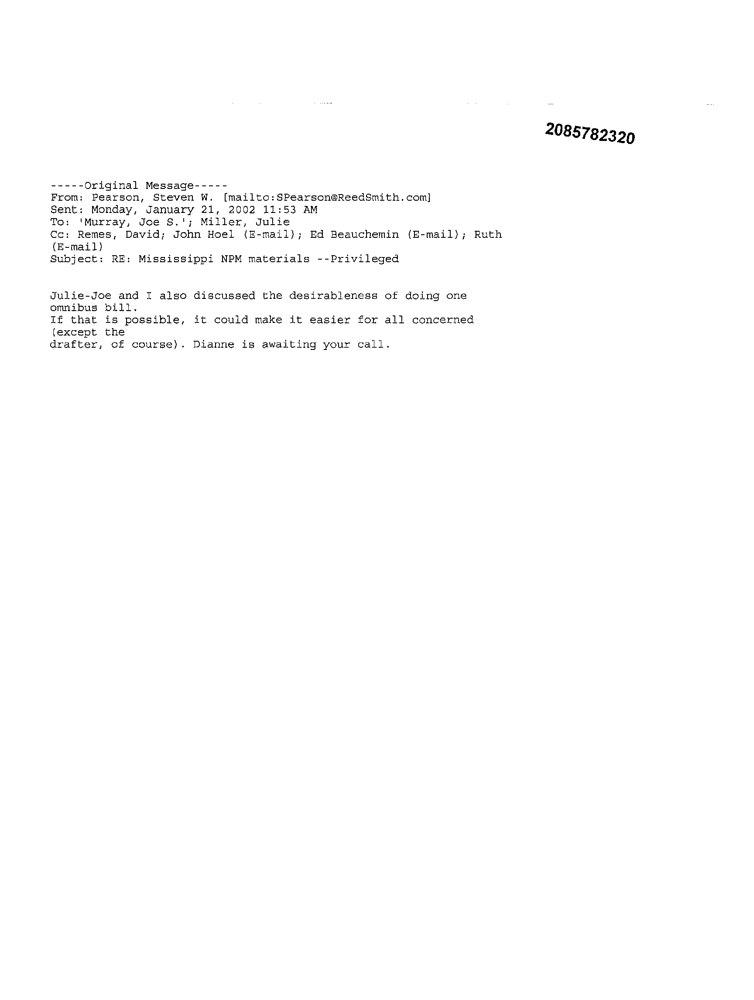 2085782320
-----Original Message-----
From: Pearson, Steven W. [mailto:SPearson@ReedSmith.com]
Sent: Monday, January 21, 2002 11:53 AM
To: 'Murray, Joe S.'; Miller, Julie
Cc: Remes, David; John Hoel (E-mail); Ed Beauchemin (E-mail); Ruth
(E-mail)
Subject: RE: Mississippi NPM materials --Privileged
Julie-Joe and I also discussed the desirableness of doing one
omnibus bill.
If that is possible, it could make it easier for all concerned
(except the
drafter, of course). Dianne is awaiting your call.